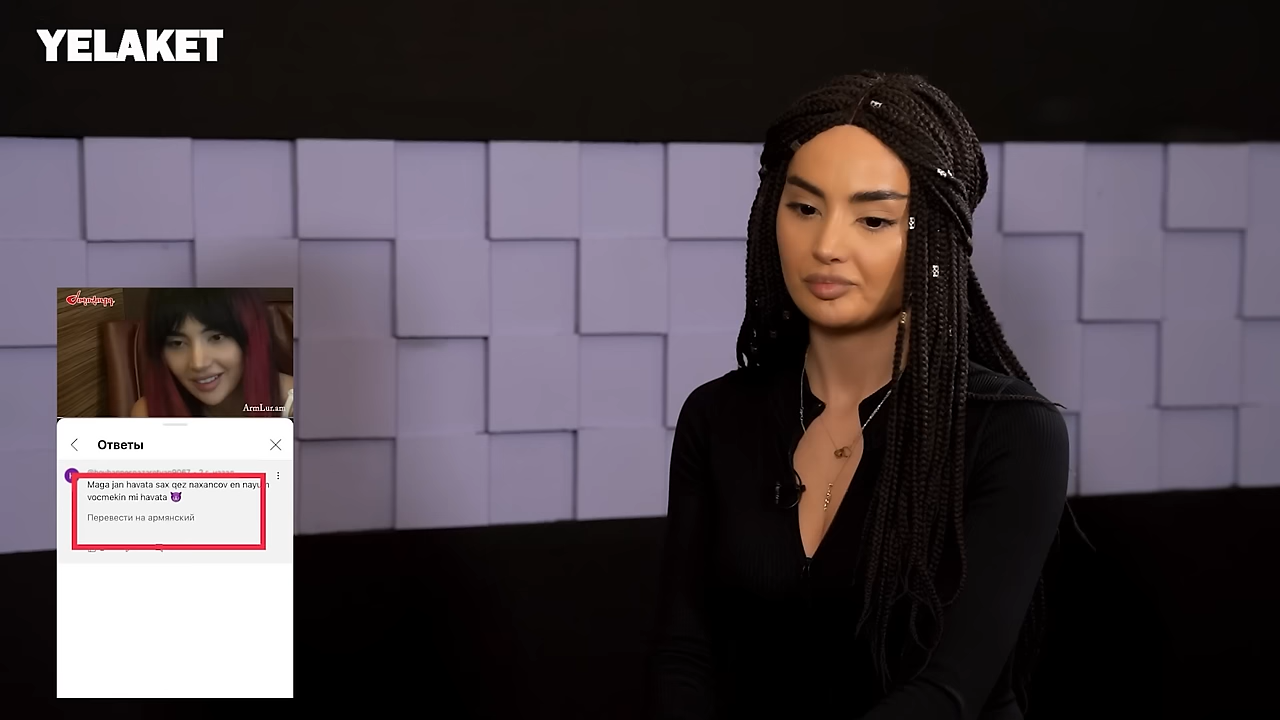 YELAKET
ArmLur.am
Ответы
Maga jan havata sax qez naxancov en nayum
vocmekin mi havata 😈
Перевести на армянский